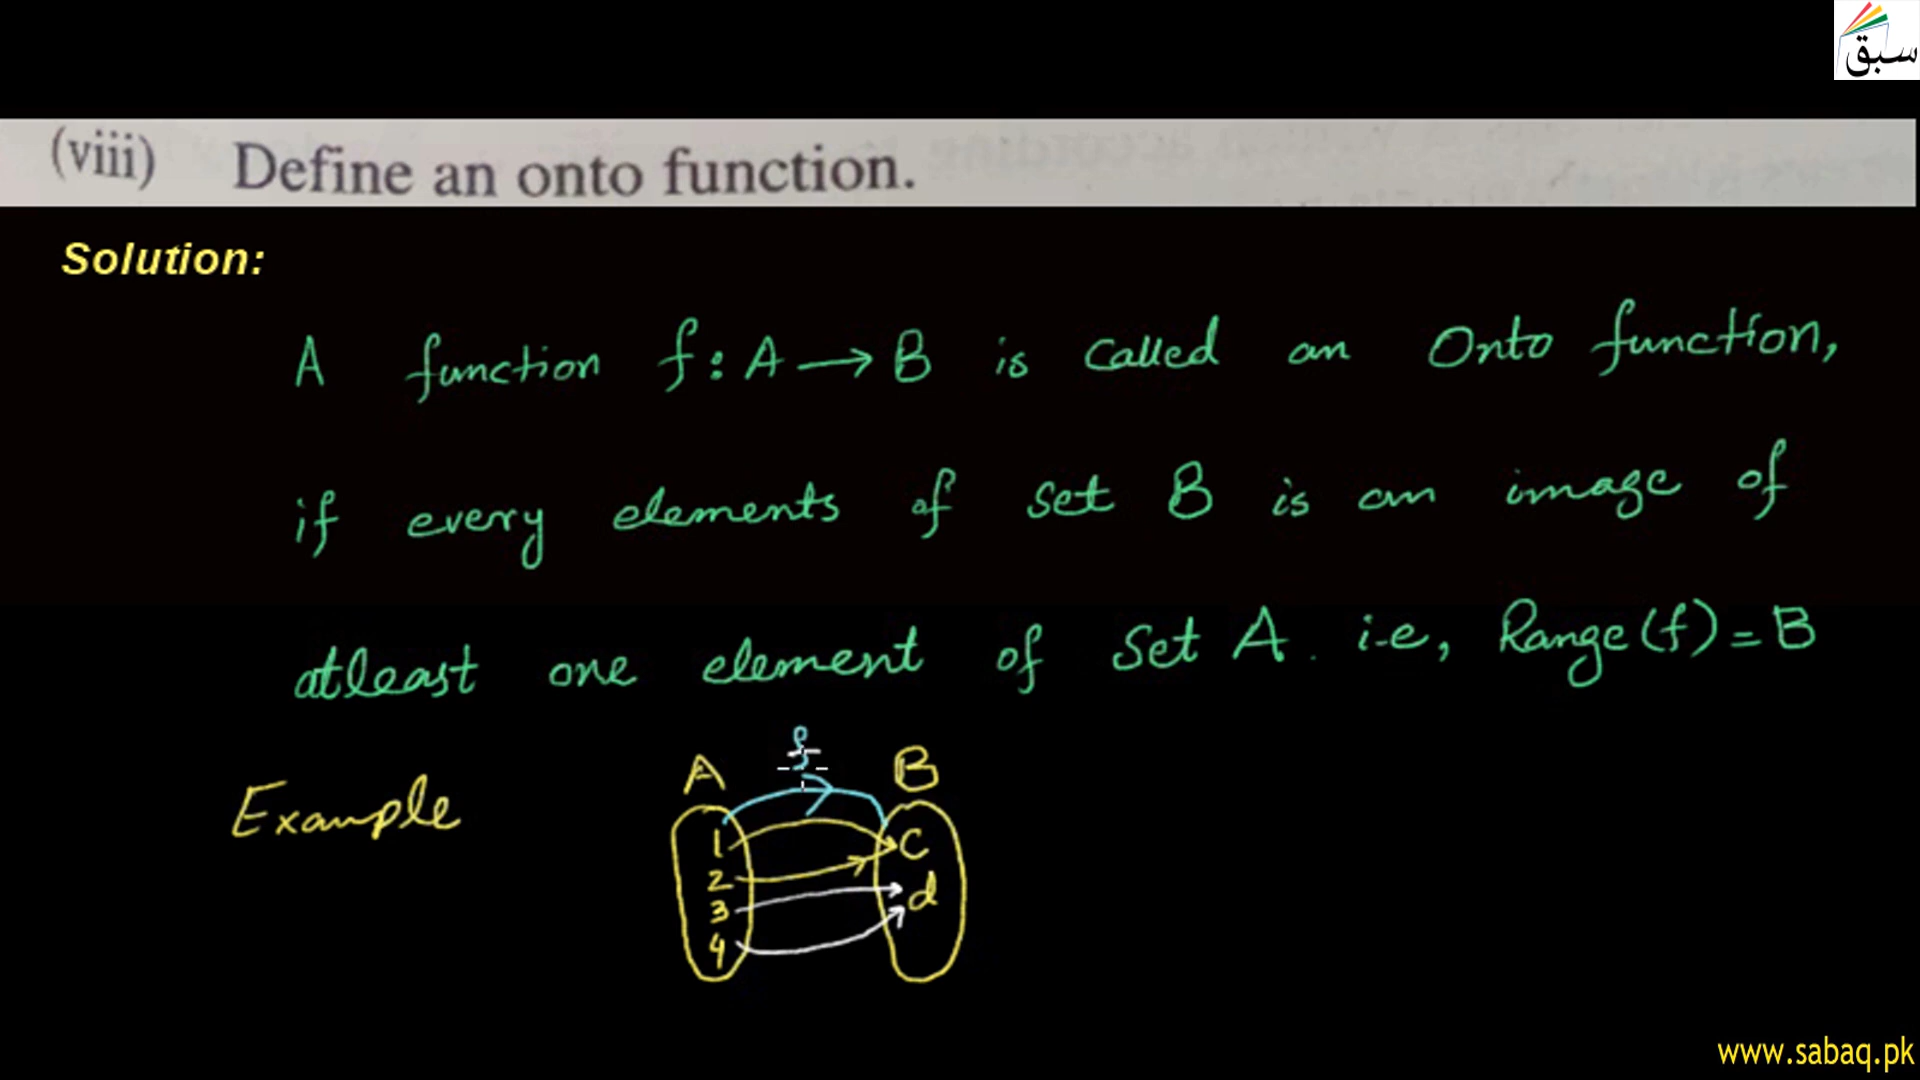 سبق
(viii) Define an onto function.
Solution:
A function f : A → B is called an Onto function,
if every elements of set B is an image of
atleast one element of Set A. i.e, Range(f) = B
Example
A f B
1 C
2
3 d
4
www.sabaq.pk